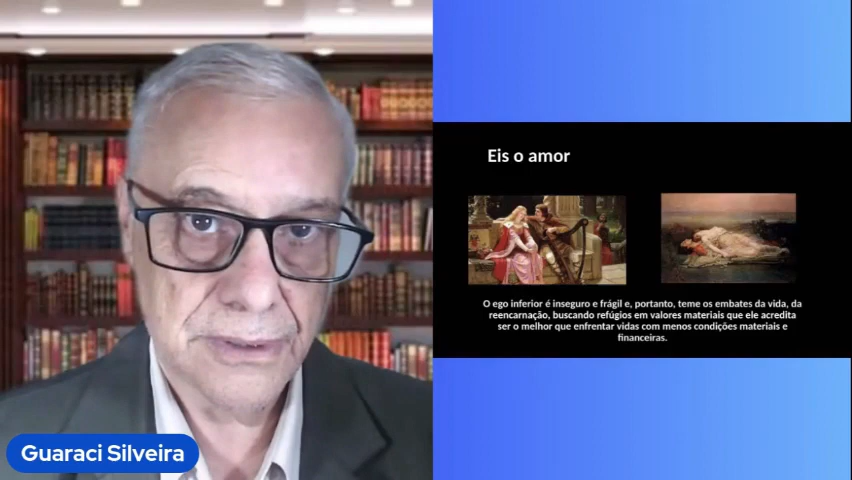 Eis o amor
O ego inferior é inseguro e frágil e, portanto, teme os embates da vida, da
reencarnação, buscando refúgios em valores materiais que ele acredita
ser o melhor que enfrentar vidas com menos condições materiais e
financeiras.
Guaraci Silveira